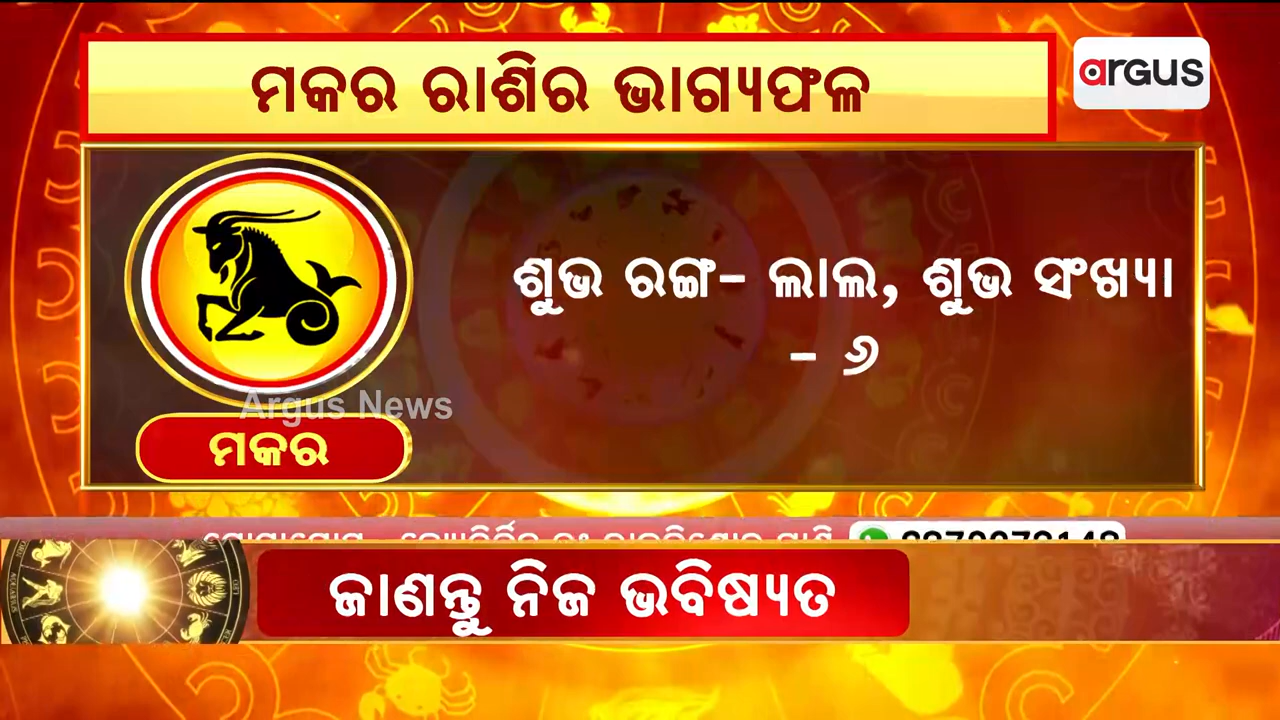 ମକର ରାଶିର ଭାଗ୍ୟଫଳ
argus
ଶୁଭ ରଙ୍ଗ- ଲାଲ, ଶୁଭ ସଂଖ୍ୟା
- ୬
Argus News
ମକର
ଜାଣନ୍ତୁ ନିଜ ଭବିଷ୍ୟତ